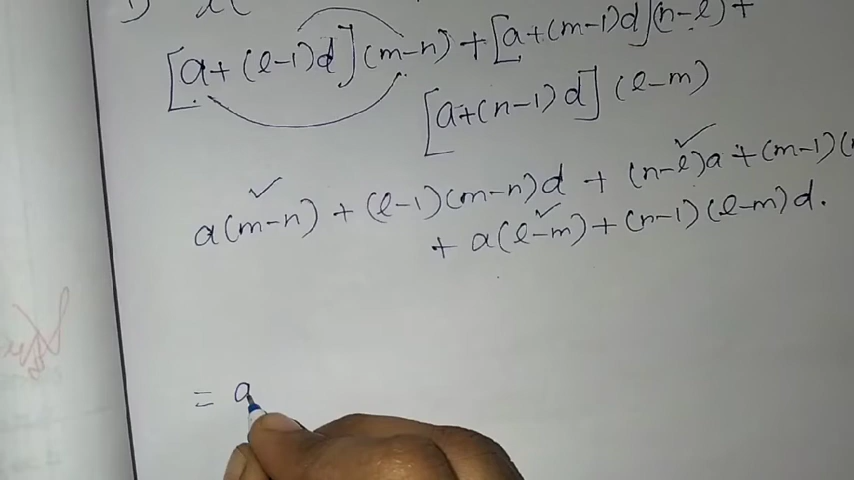 [a+(l-1)d](m-n)+[a+(m-1)d](n-l)+
[a+(n-1)d](l-m)
a(m-n)+(l-1)(m-n)d+(n-l)a+(m-1)(
+a(l-m)+(n-1)(l-m)d.
= a